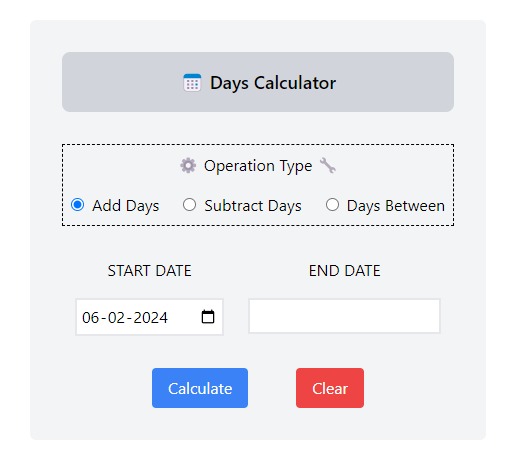 Days Calculator
Operation Type
Add Days Subtract Days Days Between
START DATE END DATE
06-02-2024
Calculate Clear